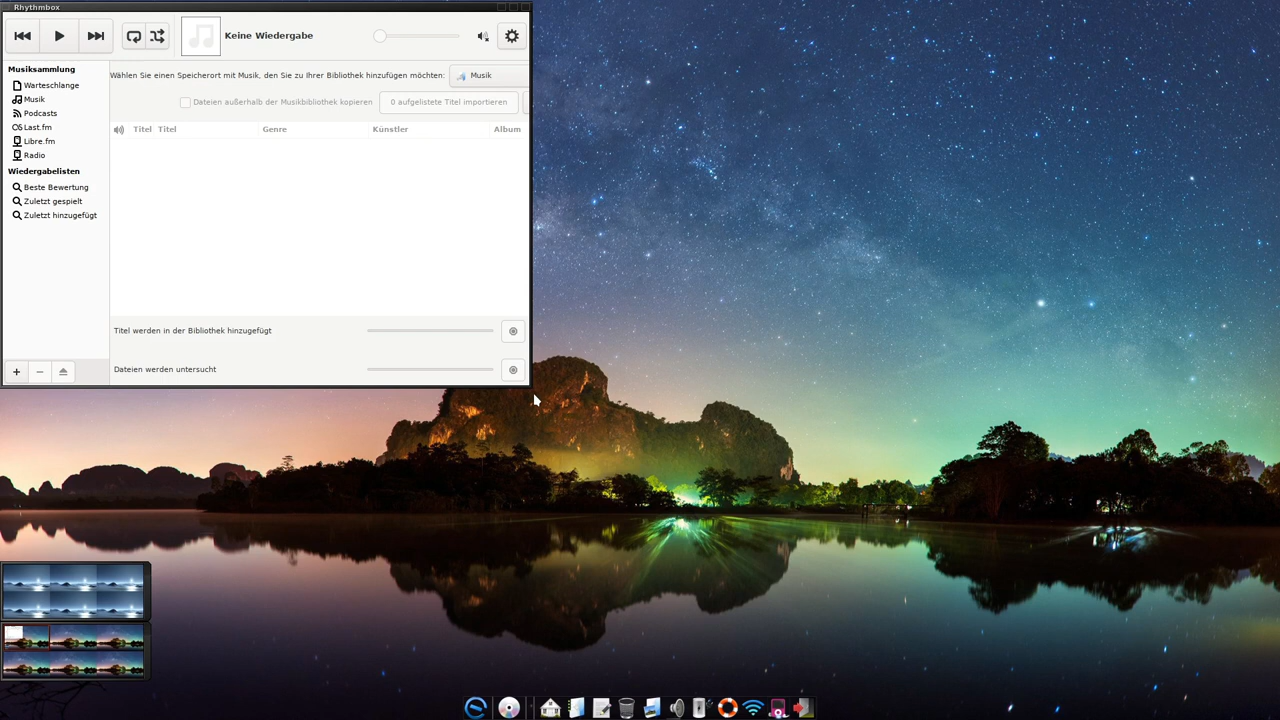 Rhythmbox
Keine Wiedergabe
Musiksammlung
Warteschlange
Musik
Podcasts
Last.fm
Libre.fm
Radio
Wiedergabelisten
Beste Bewertung
Zuletzt gespielt
Zuletzt hinzugefügt
Wählen Sie einen Speicherort mit Musik, den Sie zu Ihrer Bibliothek hinzufügen möchten: Musik
Dateien außerhalb der Musikbibliothek kopieren 0 aufgelistete Titel importieren
Titel Titel Genre Künstler Album
Titel werden in der Bibliothek hinzugefügt
Dateien werden untersucht